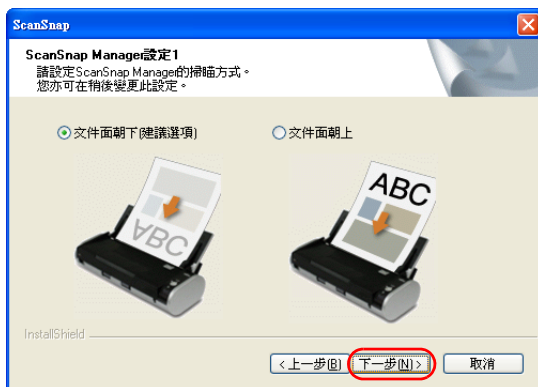 ScanSnap
ScanSnap Manager設定1
請設定ScanSnap Manager的掃瞄方式。
您亦可在稍後變更此設定。
文件面朝下(建議選項)
文件面朝上
ABC
ABC
InstallShield
<上一步(B)
下一步(N)>
取消